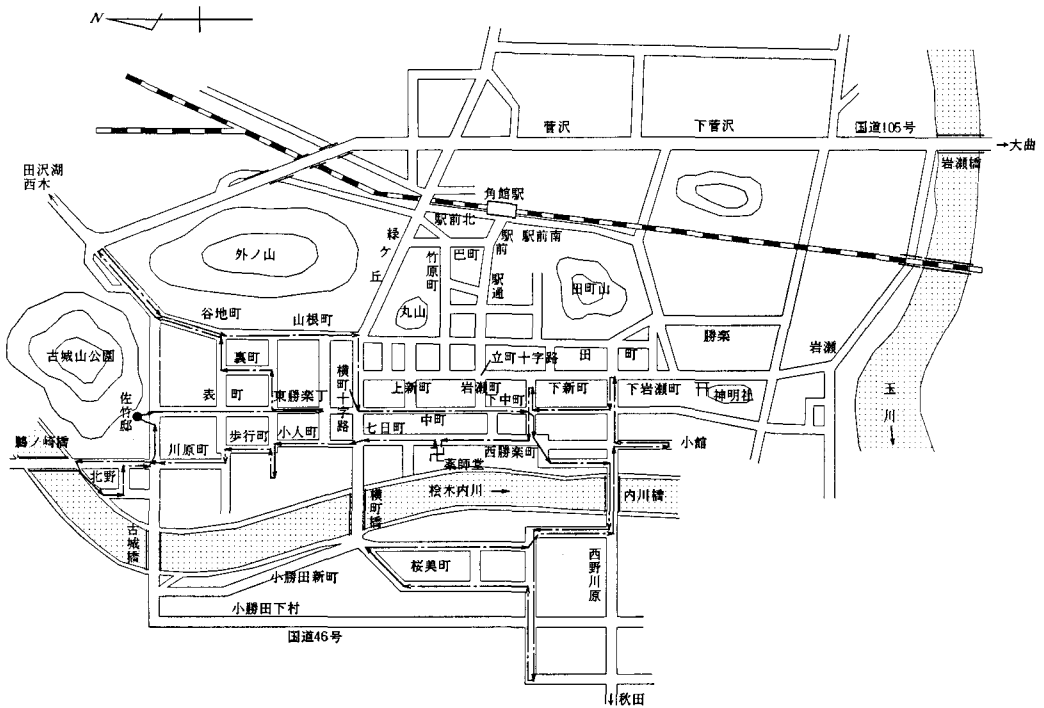 N
菅沢
下菅沢
国道105号
→大曲
岩瀬橋
田沢湖
西木
角館駅
駅前北
駅前
駅前南
緑ケ丘
竹原町
巴町
駅通
外ノ山
丸山
田町山
谷地町
山根町
勝楽
岩瀬
古城山公園
裏町
横町十字路
立町十字路
田町
佐竹邸
表町
東勝楽丁
上新町
岩瀬町
下中町
下新町
下岩瀬町
神明社
玉川
中町
鵜ノ崎橋
川原町
歩行町
小人町
七日町
西勝楽町
小館
薬師堂
北野
桧木内川
内川橋
横町橋
古城橋
桜美町
西野川原
小勝田新町
小勝田下村
国道46号
秋田